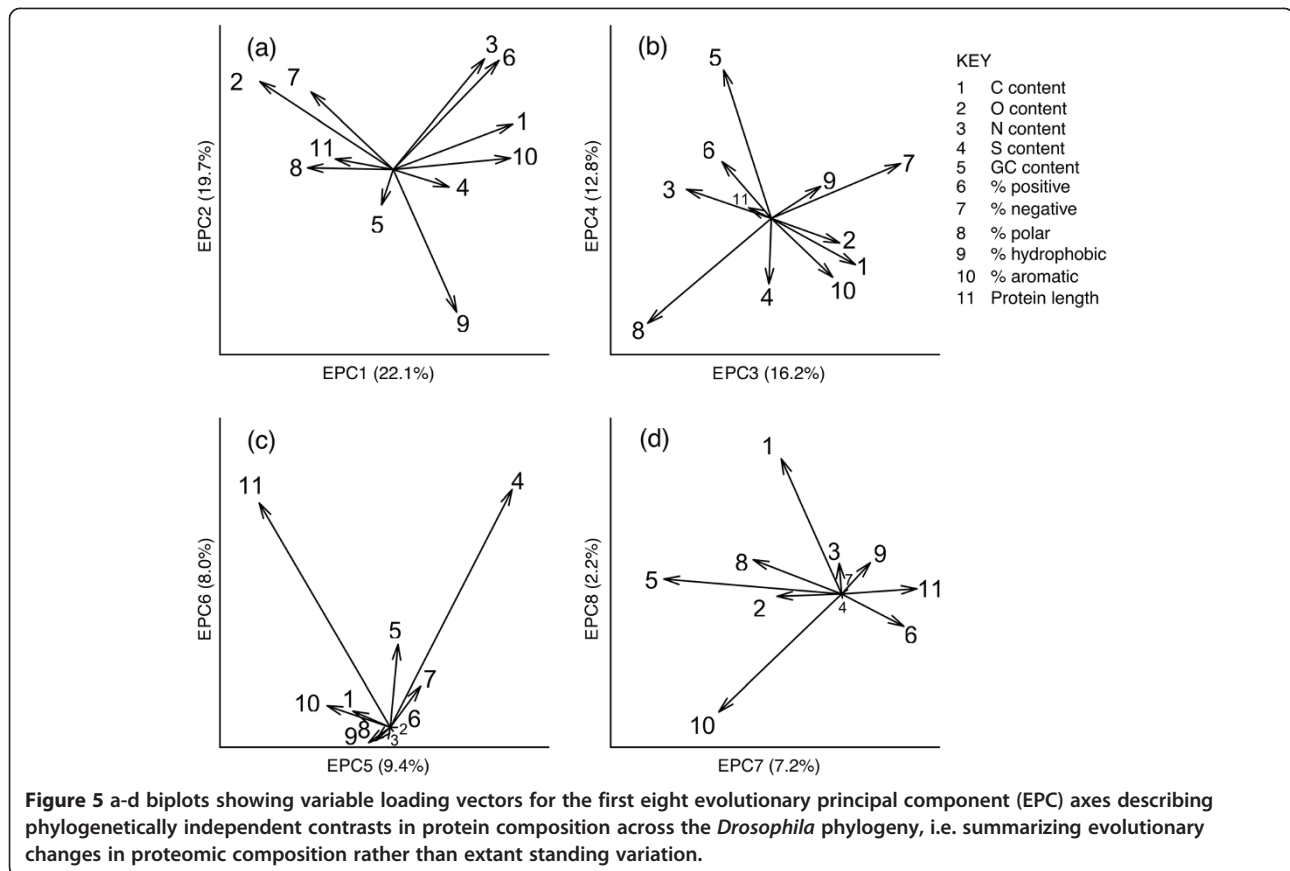 (a)
3
6
7
2
1
11
10
8
4
5
9
EPC2 (19.7%)
EPC1 (22.1%)
(b)
5
6
7
9
3
11
2
1
4
10
8
EPC4 (12.8%)
EPC3 (16.2%)
KEY
1 C content
2 O content
3 N content
4 S content
5 GC content
6 % positive
7 % negative
8 % polar
9 % hydrophobic
10 % aromatic
11 Protein length
(c)
11
4
5
7
10
1
6
8
2
9
3
EPC6 (8.0%)
EPC5 (9.4%)
(d)
1
3
9
8
7
5
11
2
4
6
10
EPC8 (2.2%)
EPC7 (7.2%)
Figure 5 a-d biplots showing variable loading vectors for the first eight evolutionary principal component (EPC) axes describing
phylogenetically independent contrasts in protein composition across the Drosophila phylogeny, i.e. summarizing evolutionary
changes in proteomic composition rather than extant standing variation.